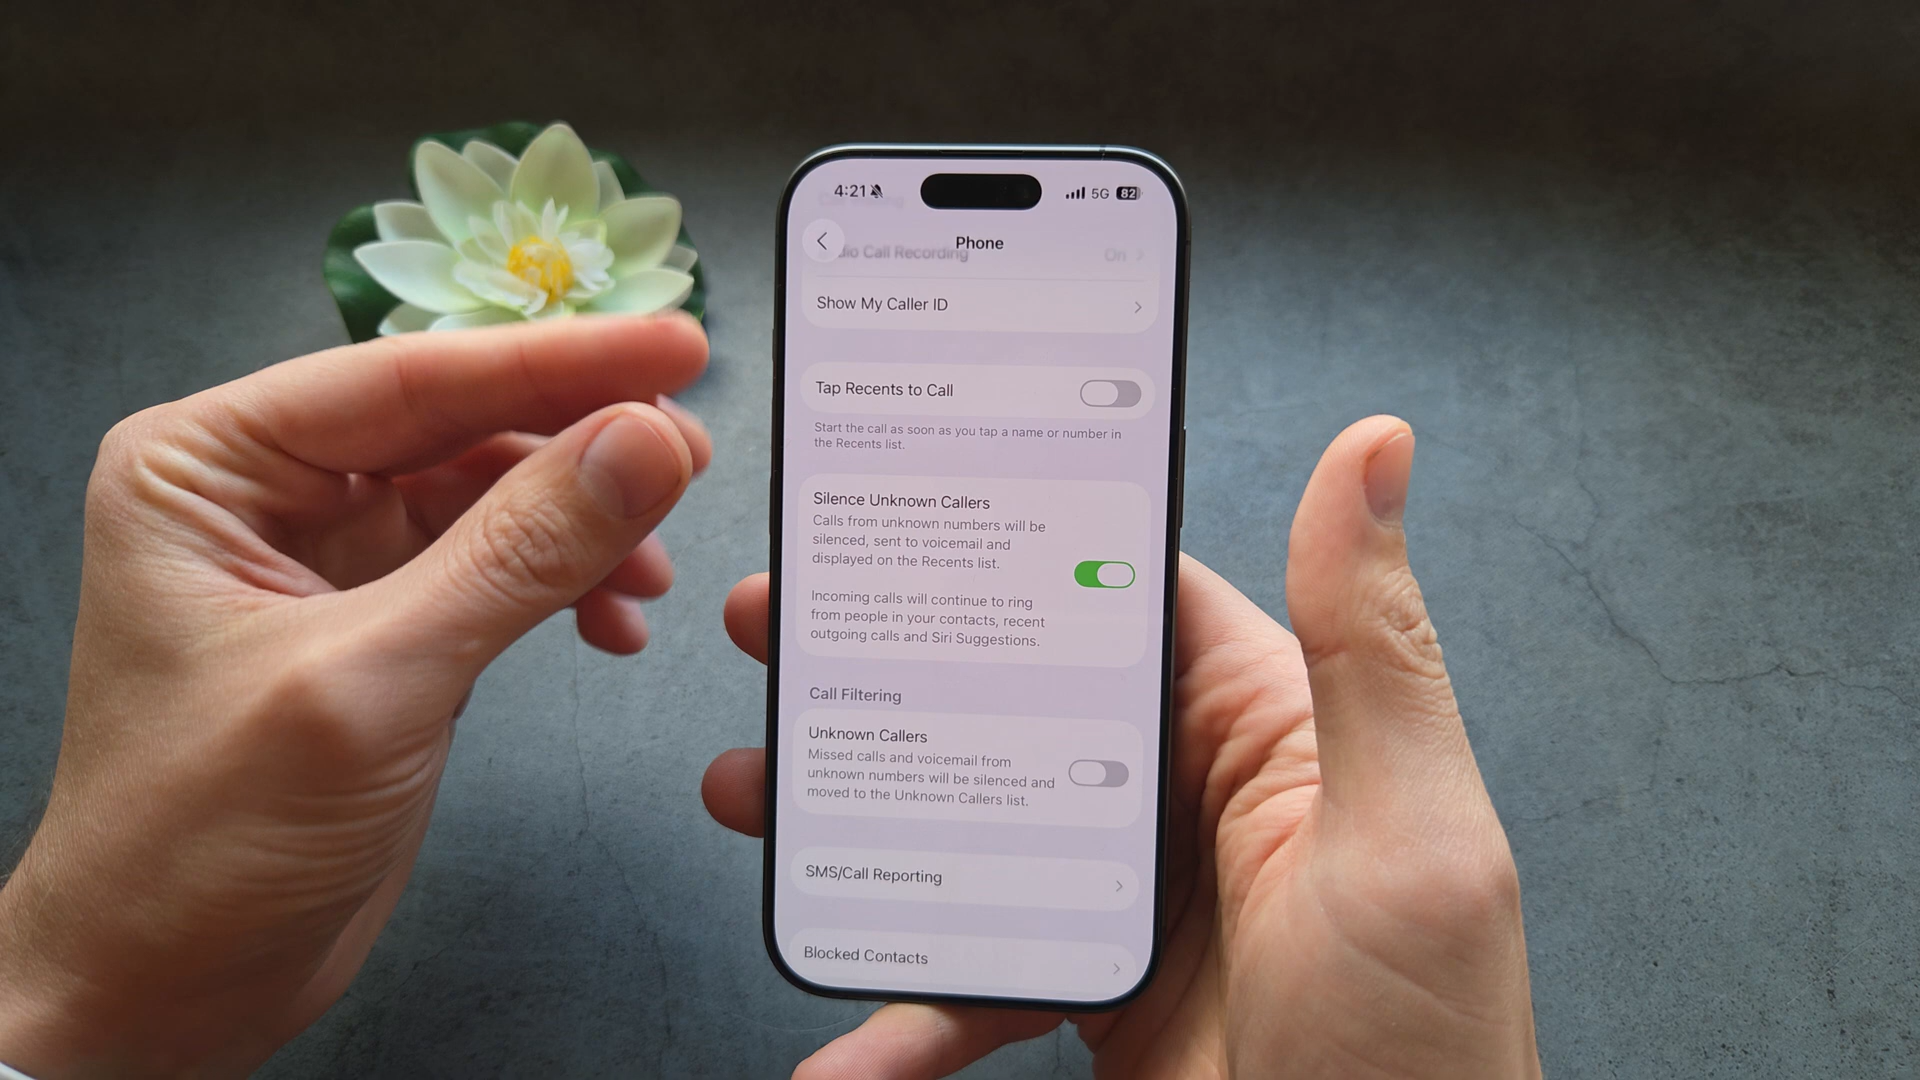 4:21
5G 82
Phone
dio Call Recording On
Show My Caller ID
Tap Recents to Call
Start the call as soon as you tap a name or number in
the Recents list.
Silence Unknown Callers
Calls from unknown numbers will be
silenced, sent to voicemail and
displayed on the Recents list.
Incoming calls will continue to ring
from people in your contacts, recent
outgoing calls and Siri Suggestions.
Call Filtering
Unknown Callers
Missed calls and voicemail from
unknown numbers will be silenced and
moved to the Unknown Callers list.
SMS/Call Reporting
Blocked Contacts